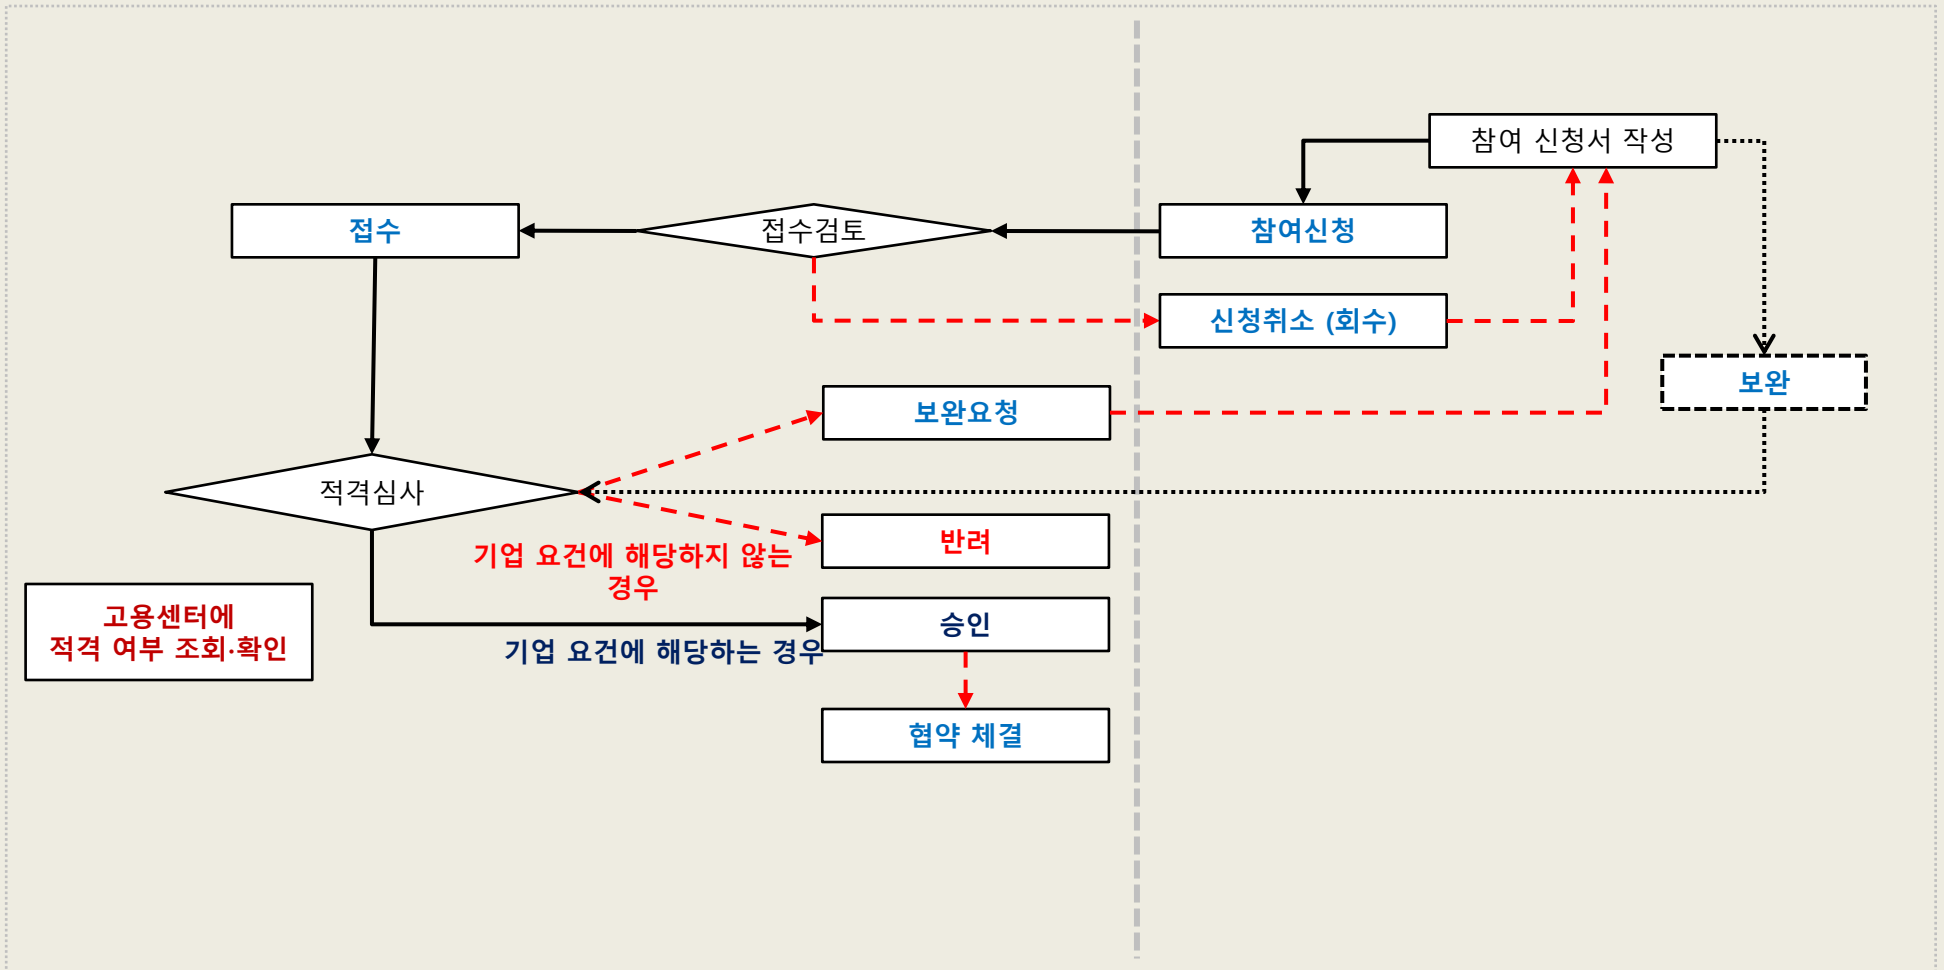 참여 신청서 작성
접수
접수검토
참여신청
신청취소 (회수)
보완
보완요청
적격심사
반려
기업 요건에 해당하지 않는
경우
고용센터에
적격 여부 조회·확인
승인
기업 요건에 해당하는 경우
협약 체결